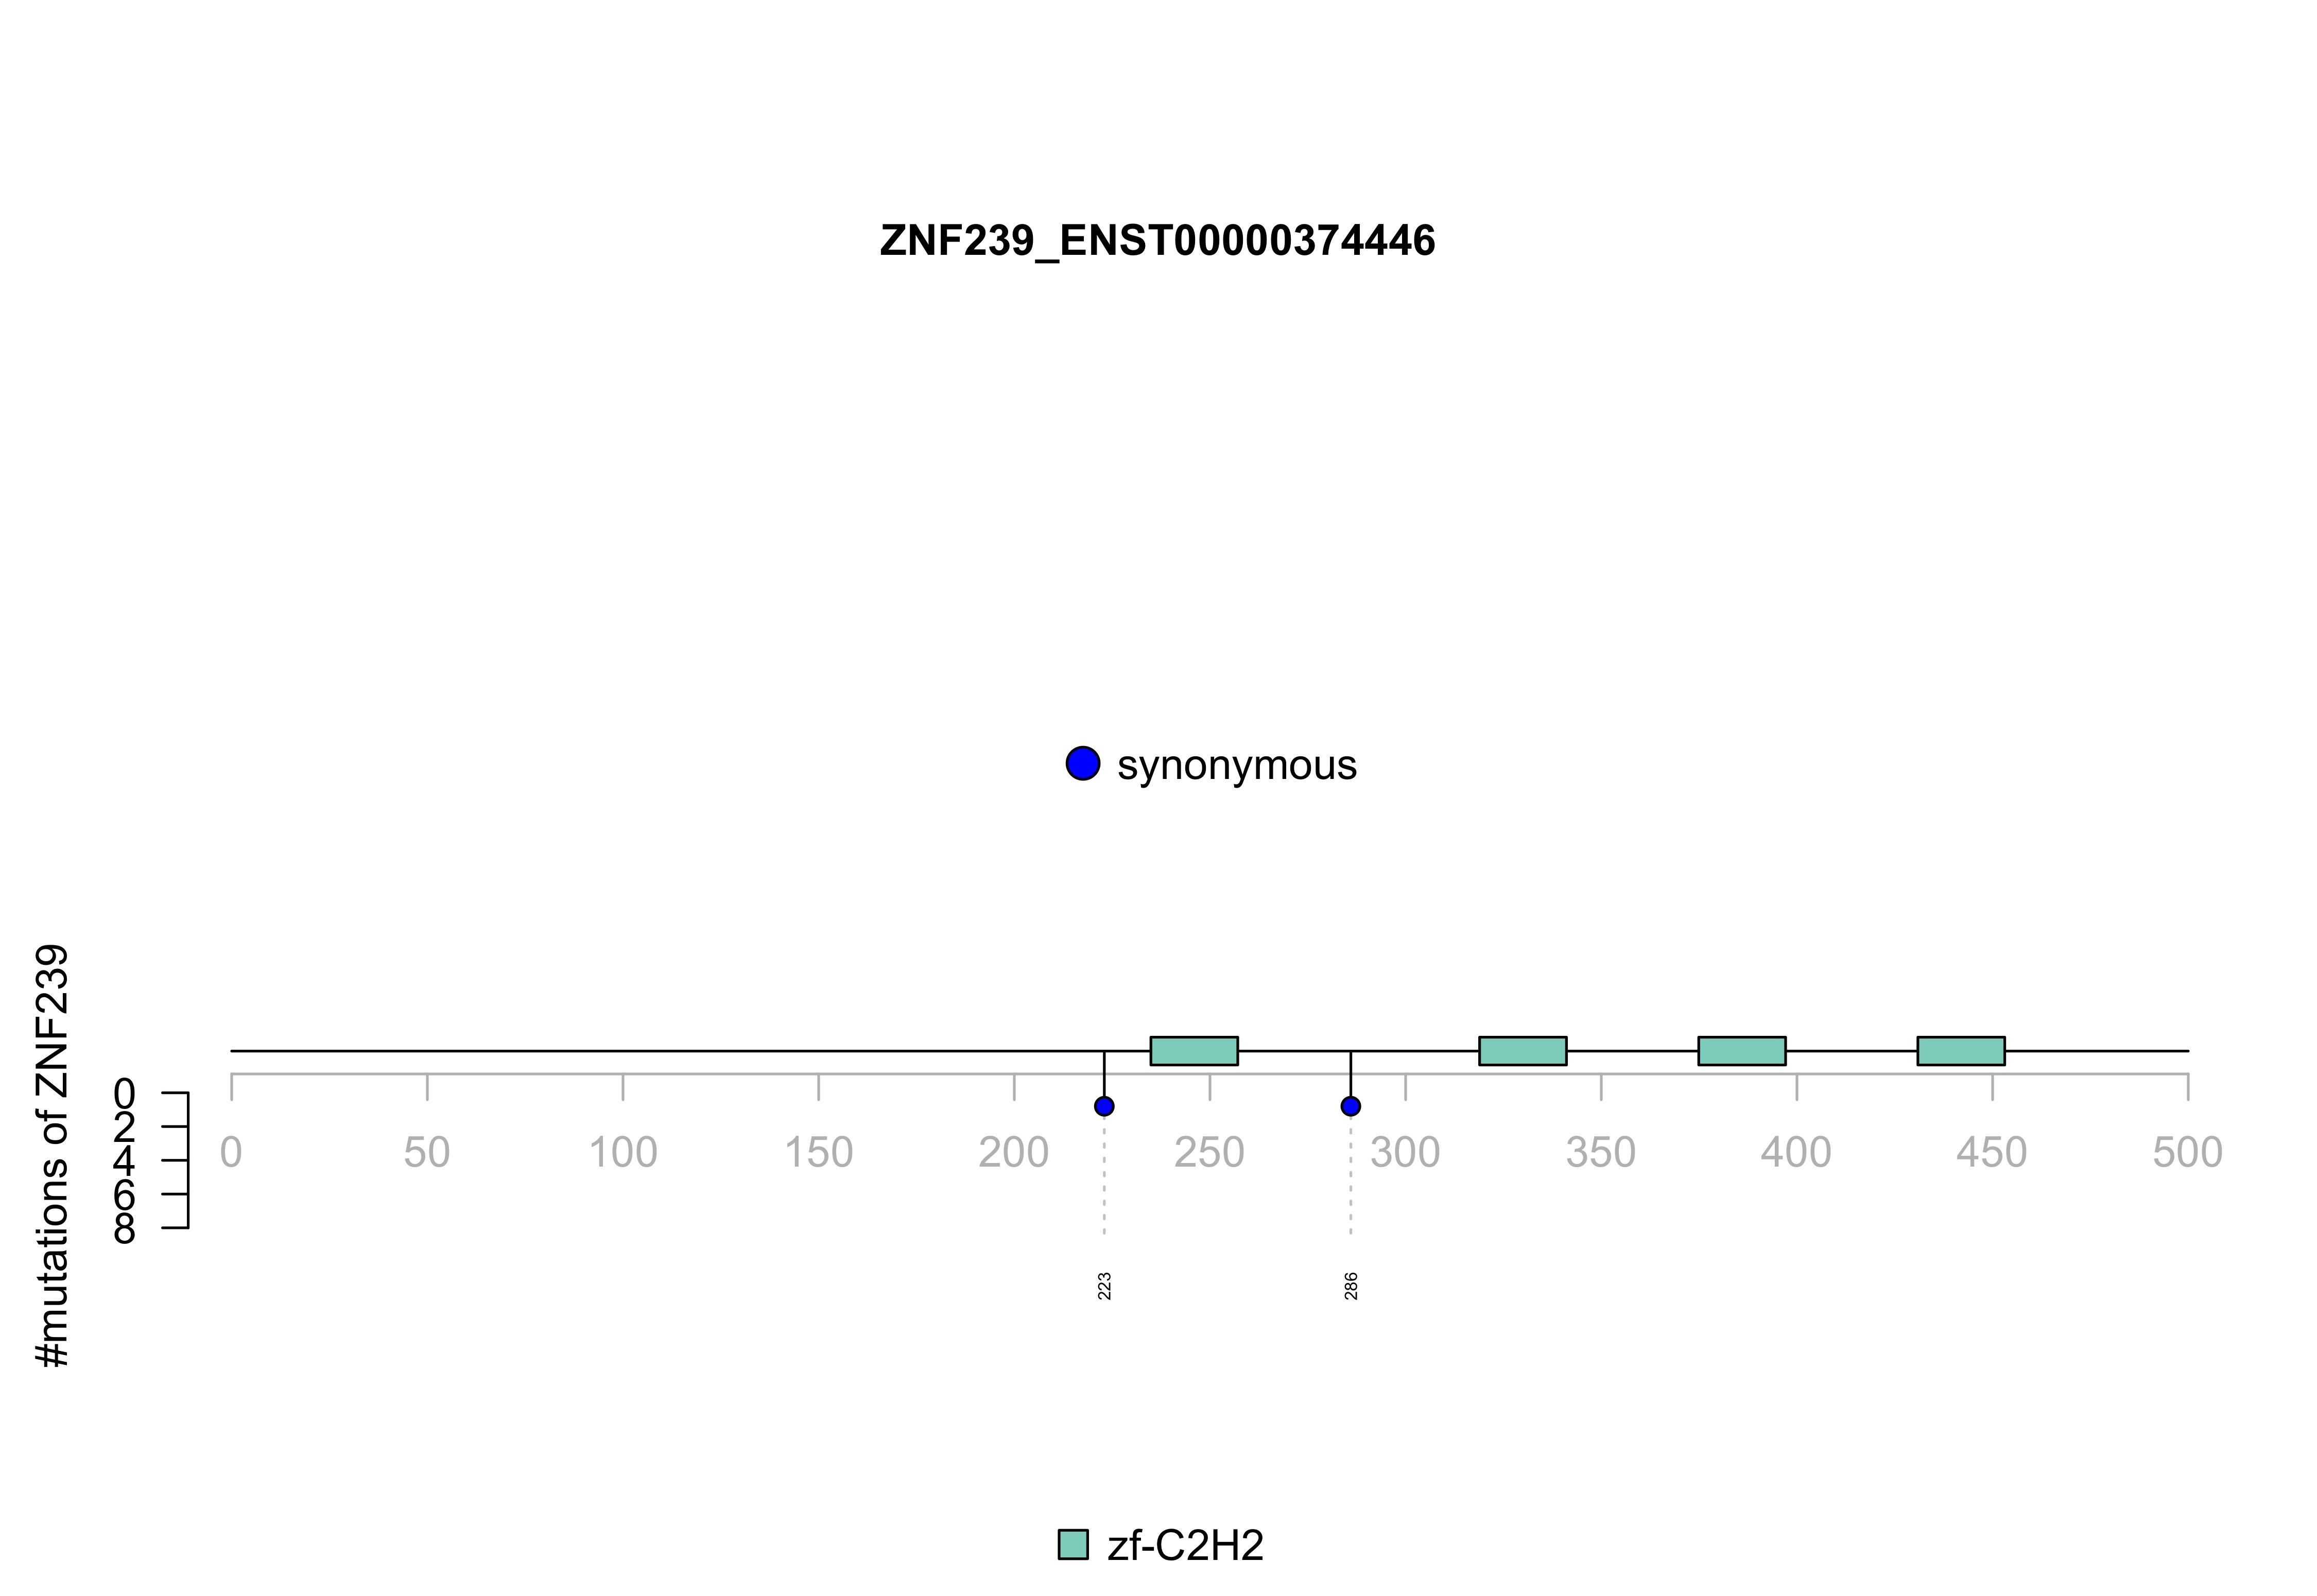 ZNF239_ENST00000374446
synonymous
#mutations of ZNF239
0
2
4
6
8
0 50 100 150 200 250 300 350 400 450 500
223 286
zf-C2H2